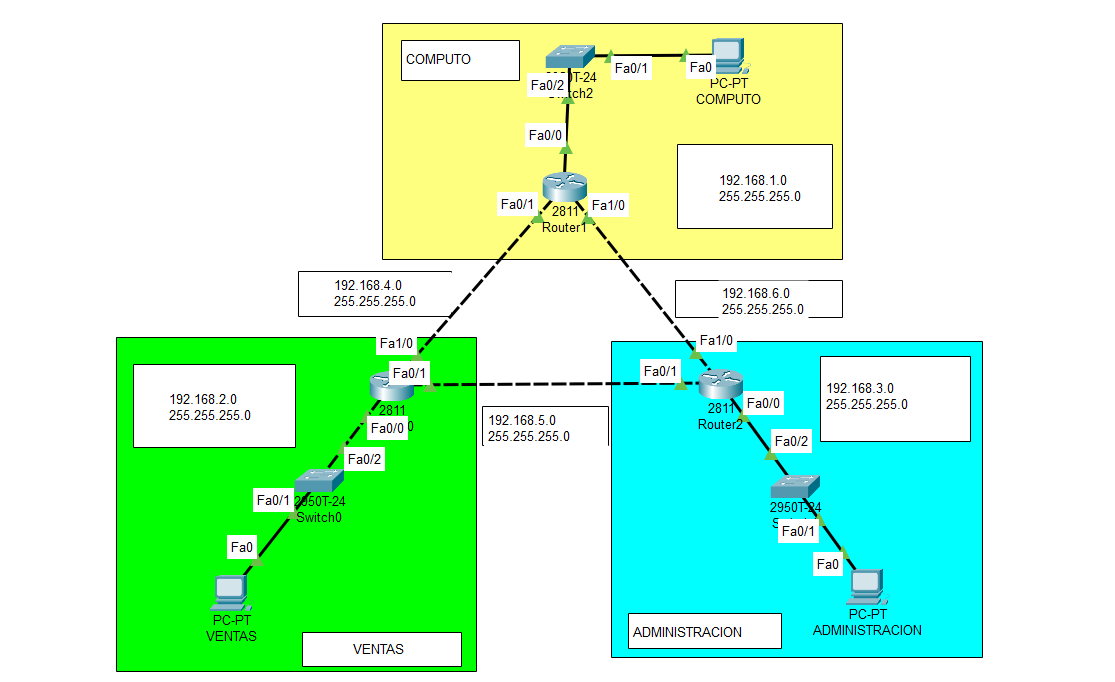 COMPUTO
Fa0/1
Fa0
Fa0/2
PC-PT
COMPUTO
Fa0/0
192.168.1.0
255.255.255.0
Fa0/1
Fa1/0
2811
Router1
192.168.4.0
255.255.255.0
192.168.6.0
255.255.255.0
Fa1/0
Fa0/1
192.168.2.0
255.255.255.0
2811
Fa0/0
Fa0/2
Fa0/1
2950T-24
Switch0
Fa0
PC-PT
VENTAS
VENTAS
192.168.5.0
255.255.255.0
Fa1/0
Fa0/1
2811
Router2
Fa0/0
192.168.3.0
255.255.255.0
Fa0/2
2950T-24
Fa0/1
Fa0
PC-PT
ADMINISTRACION
ADMINISTRACION